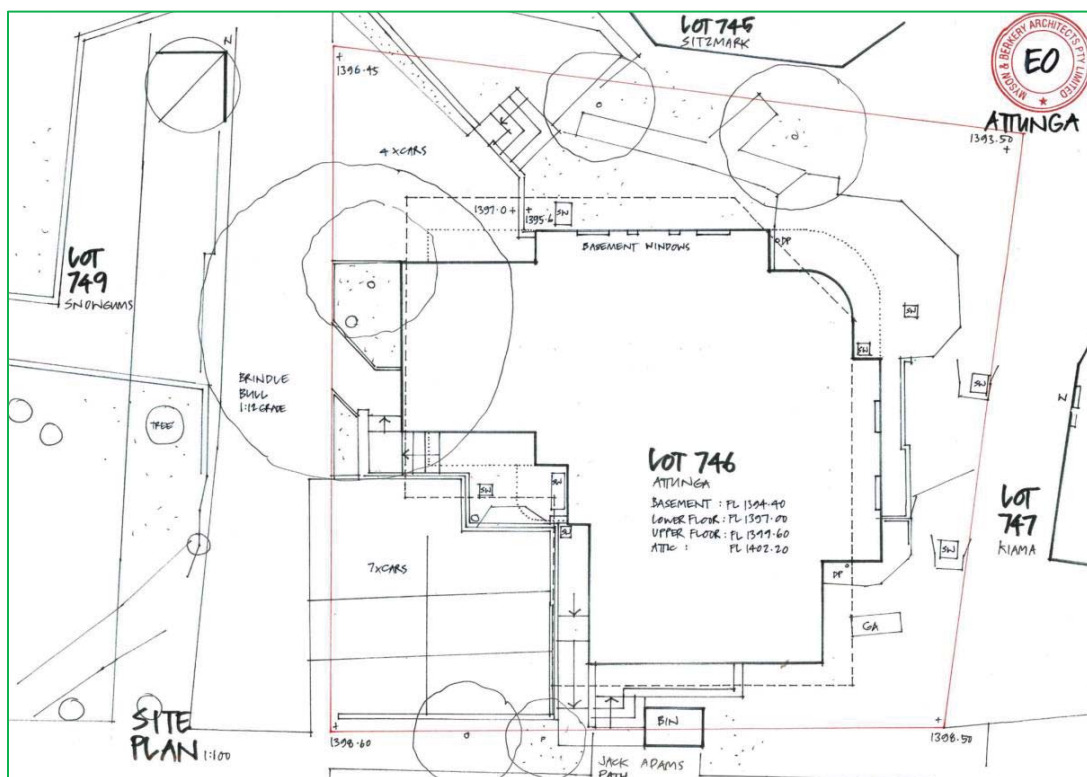 LOT 745
SITZMARK
MYSON & BERKERY ARCHITECTS PTY LIMITED
EO
ATTUNGA
N
1396.45
1393.50
4 x CARS
1397.0 +
+ 1395.6
SW
BASEMENT WINDOWS
DP
LOT
749
SNOWGUMS
SW
SW
SW
BRINDLE
BULL
1:12 GRADE
TREE
LOT 746
ATTUNGA
BASEMENT : FL 1394.40
LOWER FLOOR : FL 1397.00
UPPER FLOOR : FL 1399.60
ATTIC : FL 1402.20
SW
SW
LOT
747
KIAMA
SW
7 x CARS
DP
GA
SITE
PLAN 1:100
1398.60
BIN
1398.50
JACK ADAMS
PATH